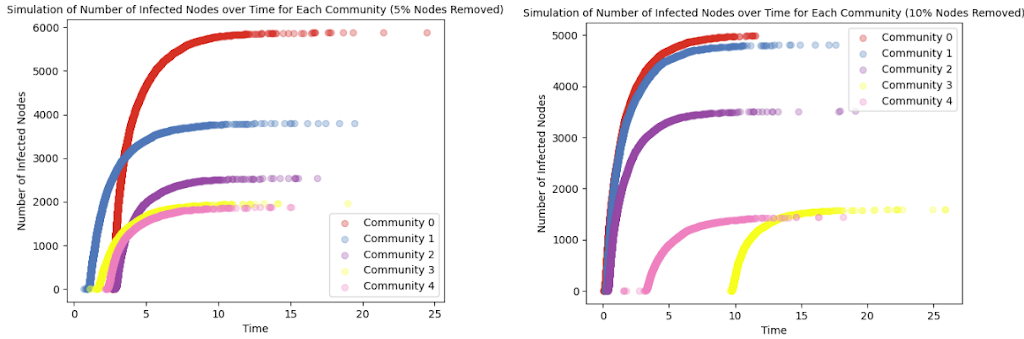 Simulation of Number of Infected Nodes over Time for Each Community (5% Nodes Removed)
Number of Infected Nodes
6000
5000
4000
3000
2000
1000
0
0
5
10
15
20
25
Time
Community 0
Community 1
Community 2
Community 3
Community 4
Simulation of Number of Infected Nodes over Time for Each Community (10% Nodes Removed)
Number of Infected Nodes
5000
4000
3000
2000
1000
0
0
5
10
15
20
25
Time
Community 0
Community 1
Community 2
Community 3
Community 4